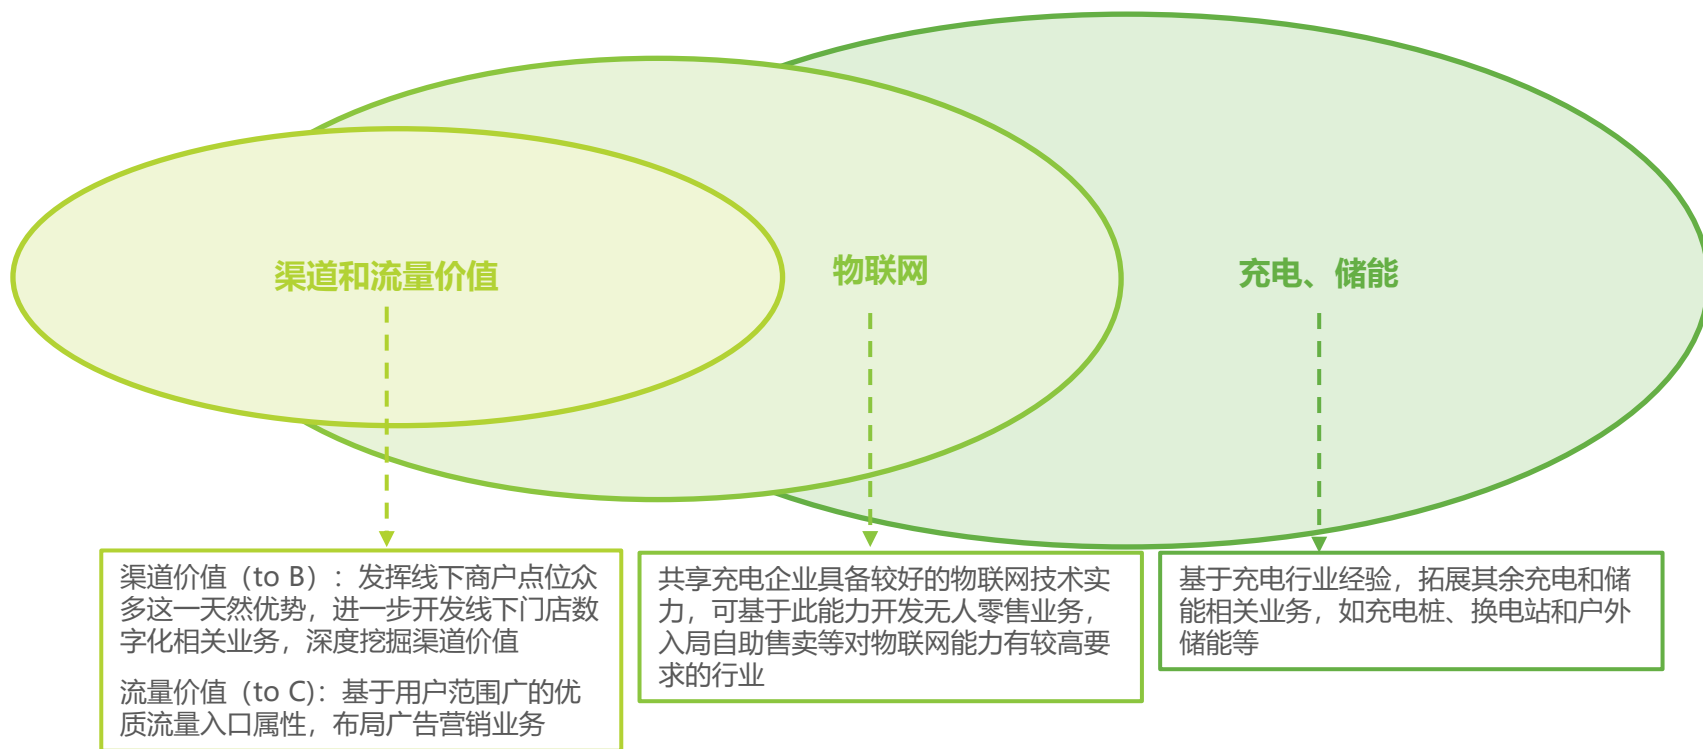 渠道和流量价值
物联网
充电、储能
渠道价值（to B）：发挥线下商户点位众
多这一天然优势，进一步开发线下门店数
字化相关业务，深度挖掘渠道价值
流量价值（to C）：基于用户范围广的优
质流量入口属性，布局广告营销业务
共享充电企业具备较好的物联网技术实
力，可基于此能力开发无人零售业务，
入局自助售卖等对物联网能力有较高要
求的行业
基于充电行业经验，拓展其余充电和储
能相关业务，如充电桩、换电站和户外
储能等